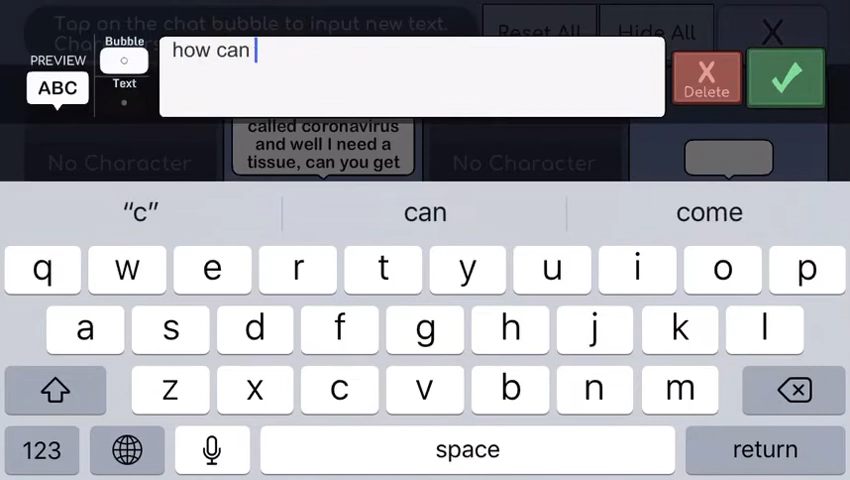 Tap on the chat bubble to input new text.
Reset All
Hide All
X
Bubble
how can
PREVIEW
ABC
Text
X
Delete
called coronavirus
and well I need a
tissue, can you get
No Character
No Character
“c”
can
come
q w e r t y u i o p
a s d f g h j k l
z x c v b n m
123
space
return